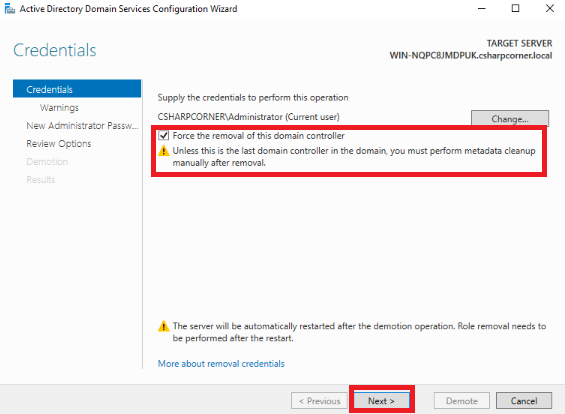 Active Directory Domain Services Configuration Wizard
Credentials
TARGET SERVER
WIN-NQPC8JMDPUK.csharpcorner.local
Credentials
Warnings
New Administrator Passw...
Review Options
Demotion
Results
Supply the credentials to perform this operation
CSHARPCORNER\Administrator (Current user)
Change...
Force the removal of this domain controller
Unless this is the last domain controller in the domain, you must perform metadata cleanup
manually after removal.
The server will be automatically restarted after the demotion operation. Role removal needs to
be performed after the restart.
More about removal credentials
< Previous
Next >
Demote
Cancel